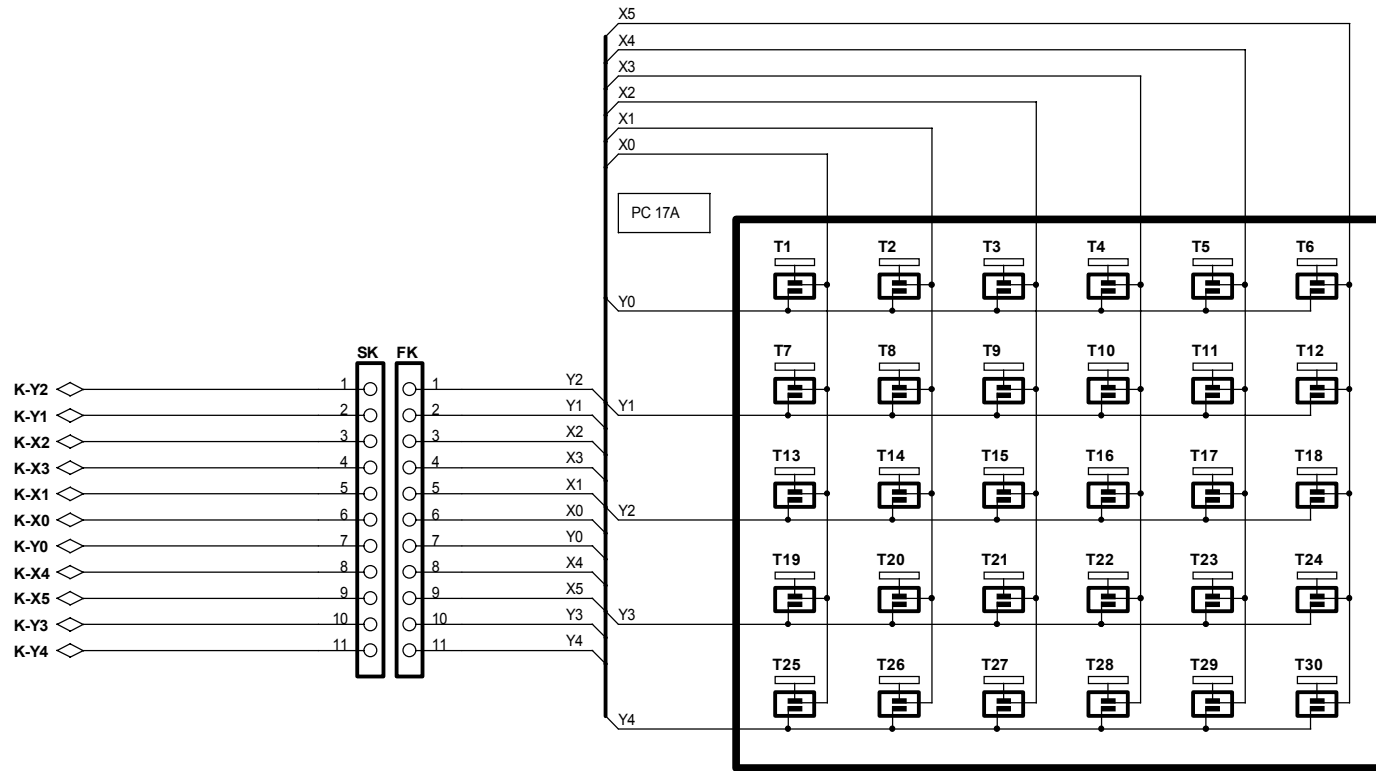 X5
X4
X3
X2
X1
X0
PC 17A
T1 T2 T3 T4 T5 T6
Y0
SK FK
T7 T8 T9 T10 T11 T12
K-Y2 1 1 Y2
K-Y1 2 2 Y1 Y1
K-X2 3 3 X2
K-X3 4 4 X3 T13 T14 T15 T16 T17 T18
K-X1 5 5 X1
K-X0 6 6 X0 Y2
K-Y0 7 7 Y0
K-X4 8 8 X4 T19 T20 T21 T22 T23 T24
K-X5 9 9 X5
K-Y3 10 10 Y3 Y3
K-Y4 11 11 Y4
T25 T26 T27 T28 T29 T30
Y4